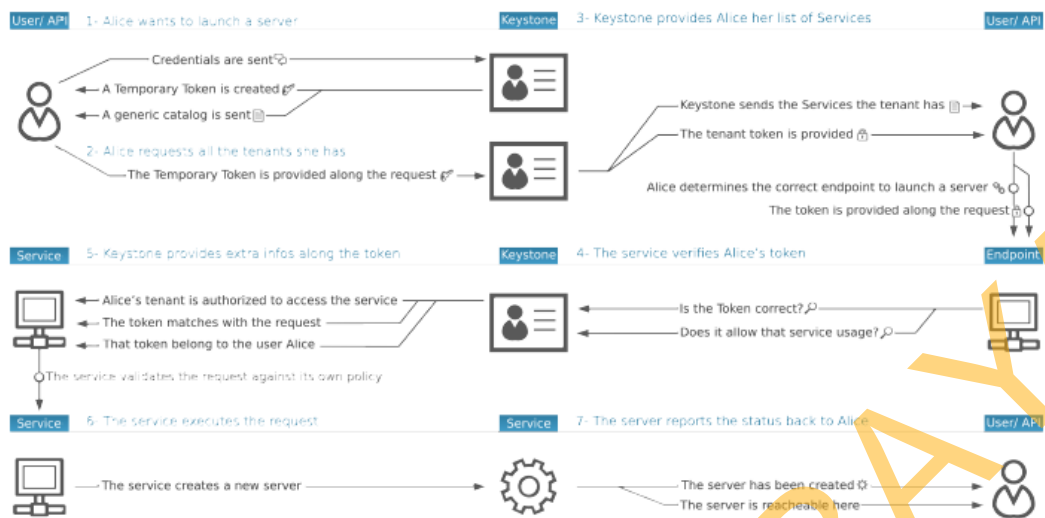 User/ API
1- Alice wants to launch a server
Keystone
3- Keystone provides Alice her list of Services
User/ API
Credentials are sent
A Temporary Token is created
A generic catalog is sent
2- Alice requests all the tenants she has
The Temporary Token is provided along the request
Keystone sends the Services the tenant has
The tenant token is provided
Alice determines the correct endpoint to launch a server
The token is provided along the request
Service
5- Keystone provides extra infos along the token
Keystone
4- The service verifies Alice's token
Endpoint
Alice's tenant is authorized to access the service
The token matches with the request
That token belong to the user Alice
Is the Token correct?
Does it allow that service usage?
The service validates the request against its own policy
Service
6- The service executes the request
Service
7- The server reports the status back to Alice
User/ API
The service creates a new server
The server has been created
The server is reacheable here